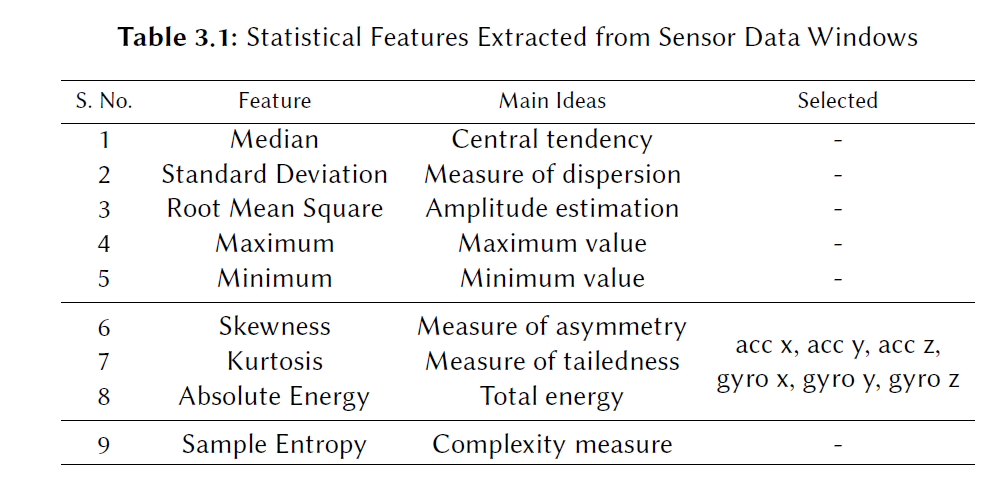 Table 3.1: Statistical Features Extracted from Sensor Data Windows
S. No. Feature Main Ideas Selected
1 Median Central tendency -
2 Standard Deviation Measure of dispersion -
3 Root Mean Square Amplitude estimation -
4 Maximum Maximum value -
5 Minimum Minimum value -
6 Skewness Measure of asymmetry
acc x, acc y, acc z,
7 Kurtosis Measure of tailedness
gyro x, gyro y, gyro z
8 Absolute Energy Total energy
9 Sample Entropy Complexity measure -